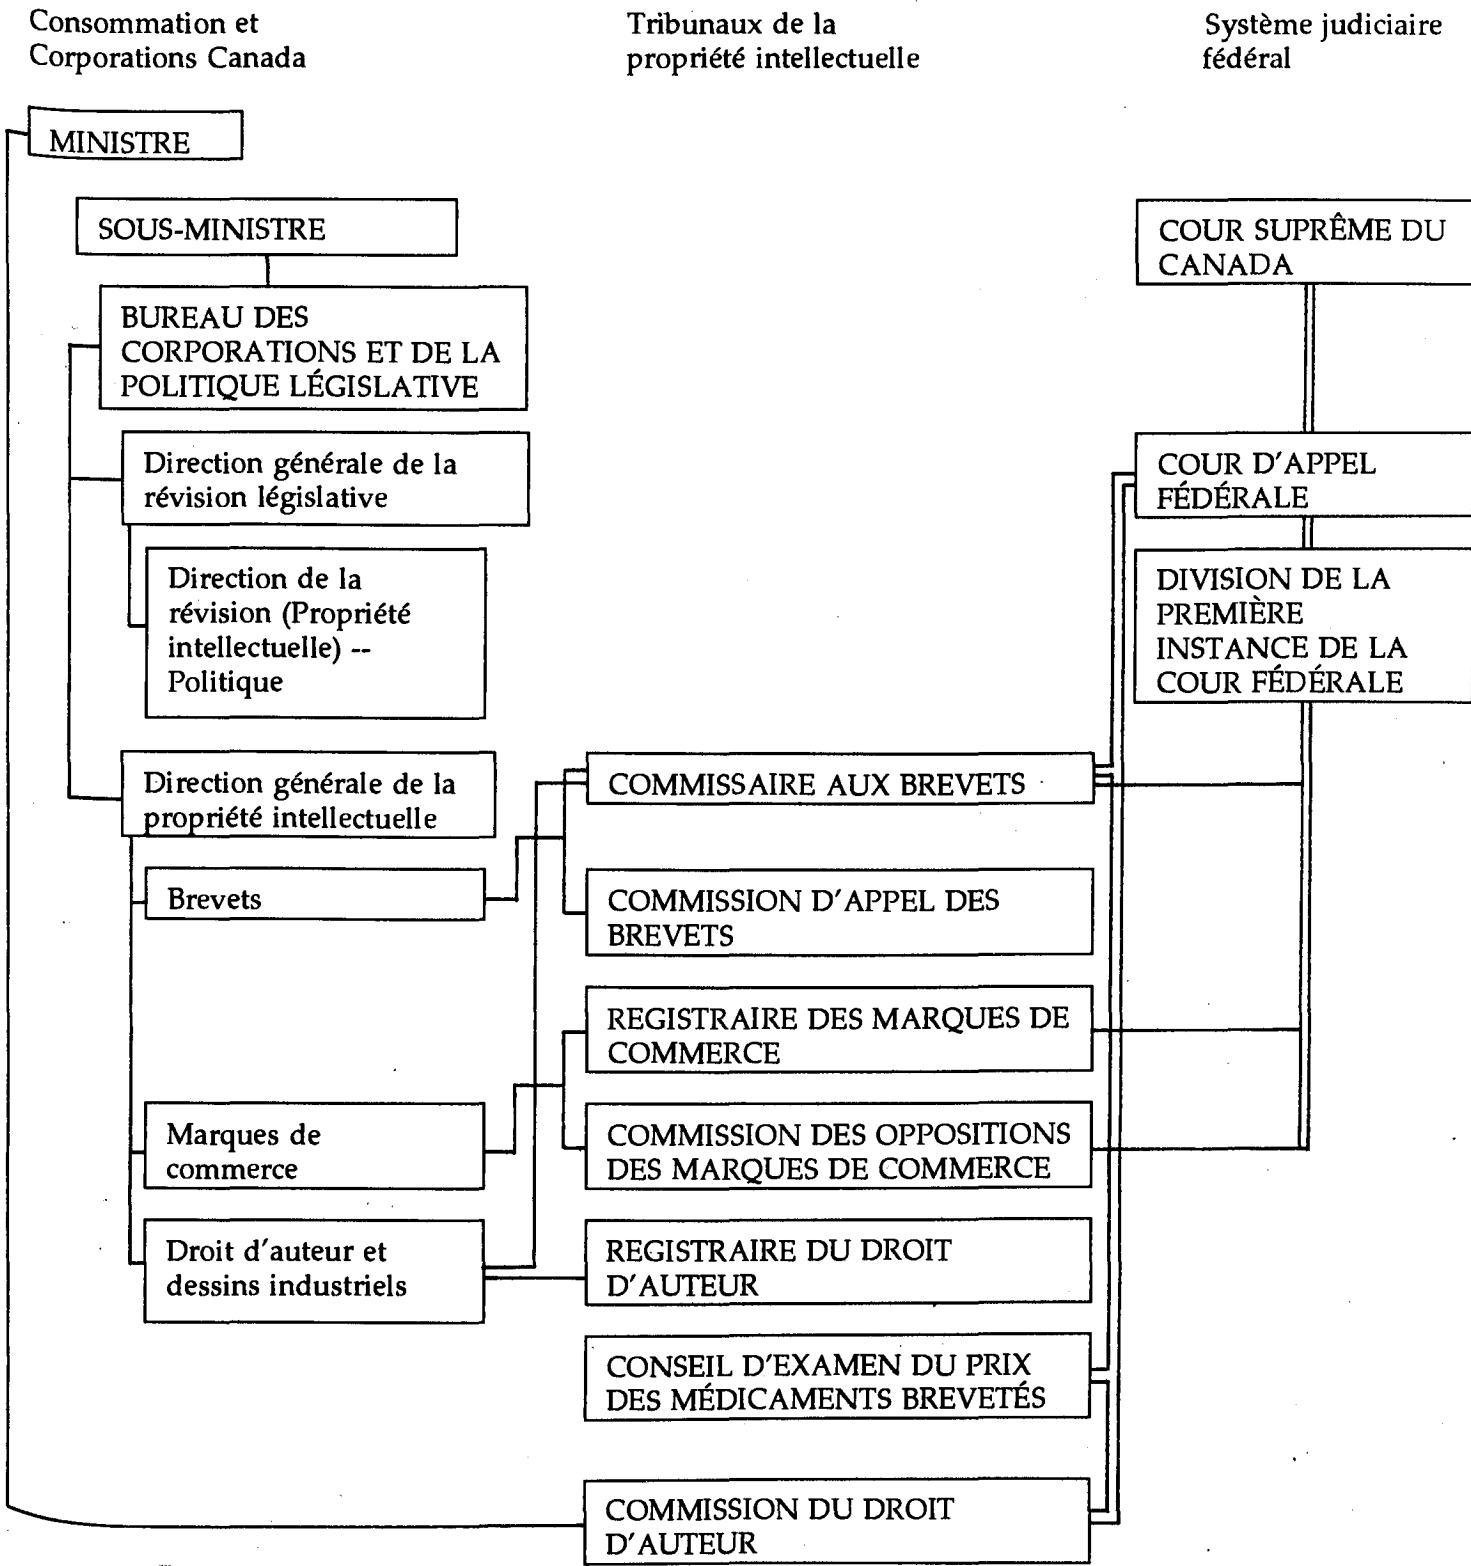 Consommation et
Corporations Canada
Tribunaux de la
propriété intellectuelle
Système judiciaire
fédéral
MINISTRE
SOUS-MINISTRE
BUREAU DES
CORPORATIONS ET DE LA
POLITIQUE LÉGISLATIVE
Direction générale de la
révision législative
Direction de la
révision (Propriété
intellectuelle) --
Politique
Direction générale de la
propriété intellectuelle
Brevets
Marques de
commerce
Droit d'auteur et
dessins industriels
COMMISSAIRE AUX BREVETS
COMMISSION D'APPEL DES
BREVETS
REGISTRAIRE DES MARQUES DE
COMMERCE
COMMISSION DES OPPOSITIONS
DES MARQUES DE COMMERCE
REGISTRAIRE DU DROIT
D'AUTEUR
CONSEIL D'EXAMEN DU PRIX
DES MÉDICAMENTS BREVETÉS
COMMISSION DU DROIT
D'AUTEUR
COUR SUPRÊME DU
CANADA
COUR D'APPEL
FÉDÉRALE
DIVISION DE LA
PREMIÈRE
INSTANCE DE LA
COUR FÉDÉRALE